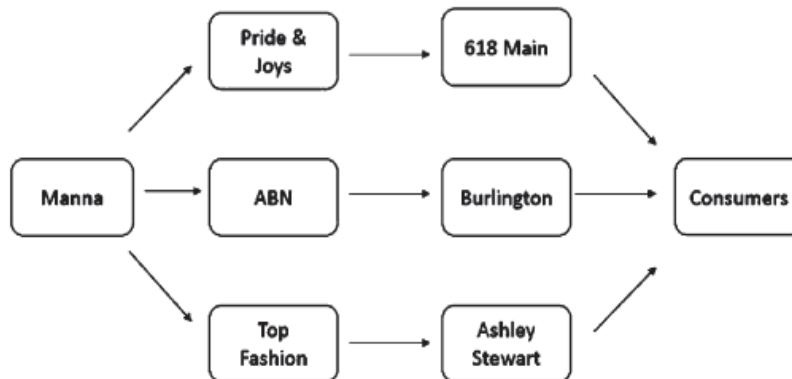 Pride &
Joys
618 Main
Manna
ABN
Burlington
Consumers
Top
Fashion
Ashley
Stewart